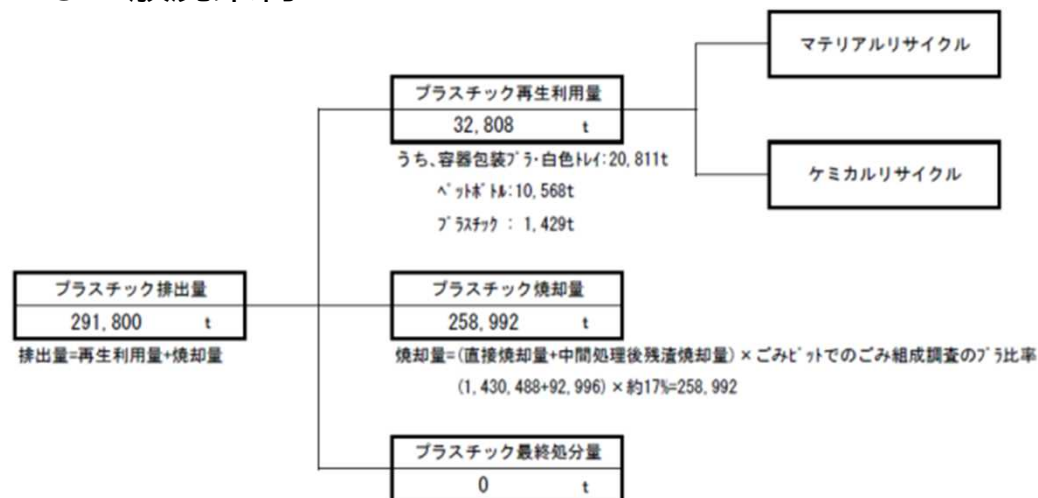 マテリアルリサイクル
プラスチック再生利用量
32,808 t
うち、容器包装プラ・白色トレイ:20,811t
ペットボトル:10,568t
プラスチック : 1,429t
ケミカルリサイクル
プラスチック排出量
291,800 t
排出量=再生利用量+焼却量
プラスチック焼却量
258,992 t
焼却量=(直接焼却量+中間処理後残渣焼却量)×ごみピットでのごみ組成調査のプラ比率
(1,430,488+92,996)×約17%=258,992
プラスチック最終処分量
0 t